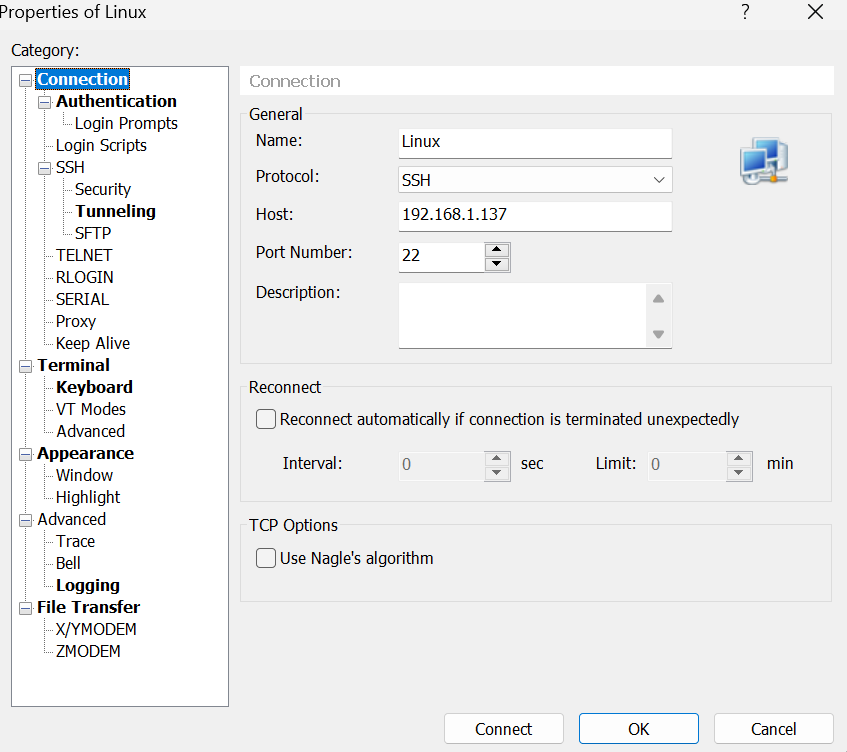 Properties of Linux
?
Category:
Connection
Authentication
Login Prompts
Login Scripts
SSH
Security
Tunneling
SFTP
TELNET
RLOGIN
SERIAL
Proxy
Keep Alive
Terminal
Keyboard
VT Modes
Advanced
Appearance
Window
Highlight
Advanced
Trace
Bell
Logging
File Transfer
X/YMODEM
ZMODEM
Connection
General
Name: Linux
Protocol: SSH
Host: 192.168.1.137
Port Number: 22
Description:
Reconnect
Reconnect automatically if connection is terminated unexpectedly
Interval: 0 sec Limit: 0 min
TCP Options
Use Nagle's algorithm
Connect OK Cancel